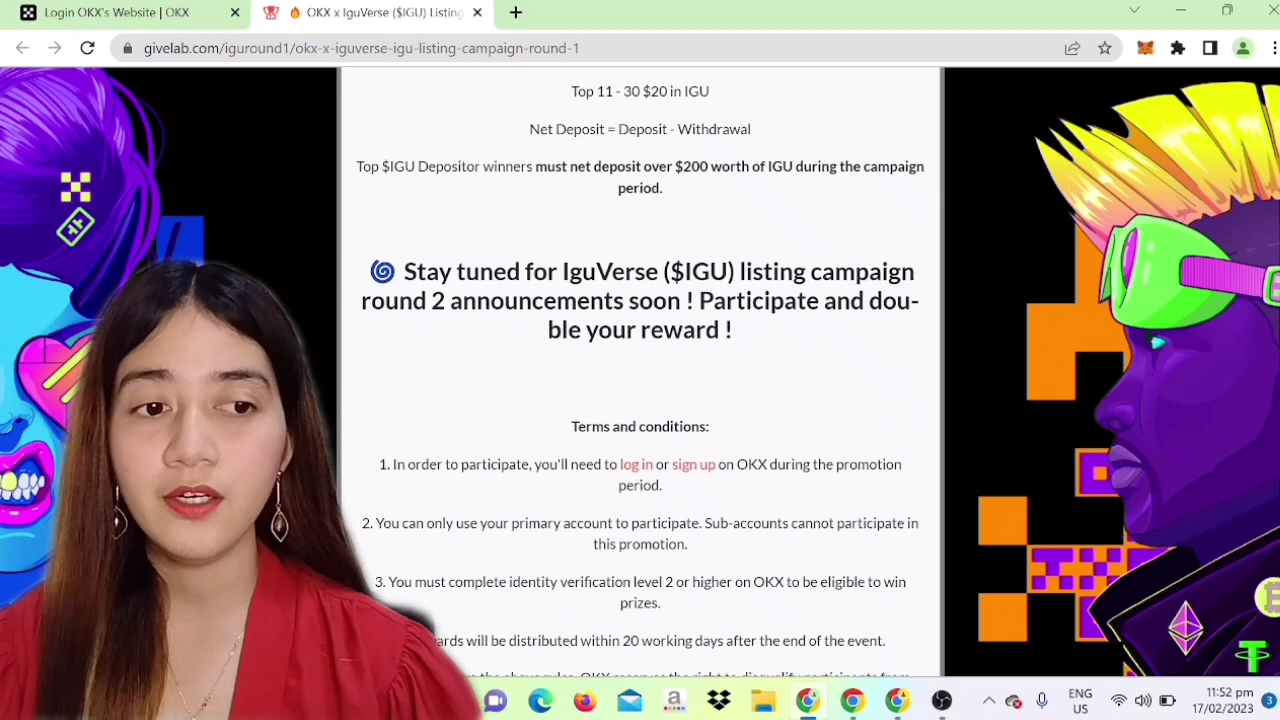 Login OKX's Website | OKX
OKX x IguVerse ($IGU) Listing
givelab.com/iguround1/okx-x-iguverse-igu-listing-campaign-round-1
Top 11 - 30 $20 in IGU
Net Deposit = Deposit - Withdrawal
Top $IGU Depositor winners must net deposit over $200 worth of IGU during the campaign
period.
Stay tuned for IguVerse ($IGU) listing campaign
round 2 announcements soon ! Participate and dou-
ble your reward !
Terms and conditions:
1. In order to participate, you'll need to log in or sign up on OKX during the promotion
period.
2. You can only use your primary account to participate. Sub-accounts cannot participate in
this promotion.
3. You must complete identity verification level 2 or higher on OKX to be eligible to win
prizes.
will be distributed within 20 working days after the end of the event.
ENG
US
11:52 pm
17/02/2023
3